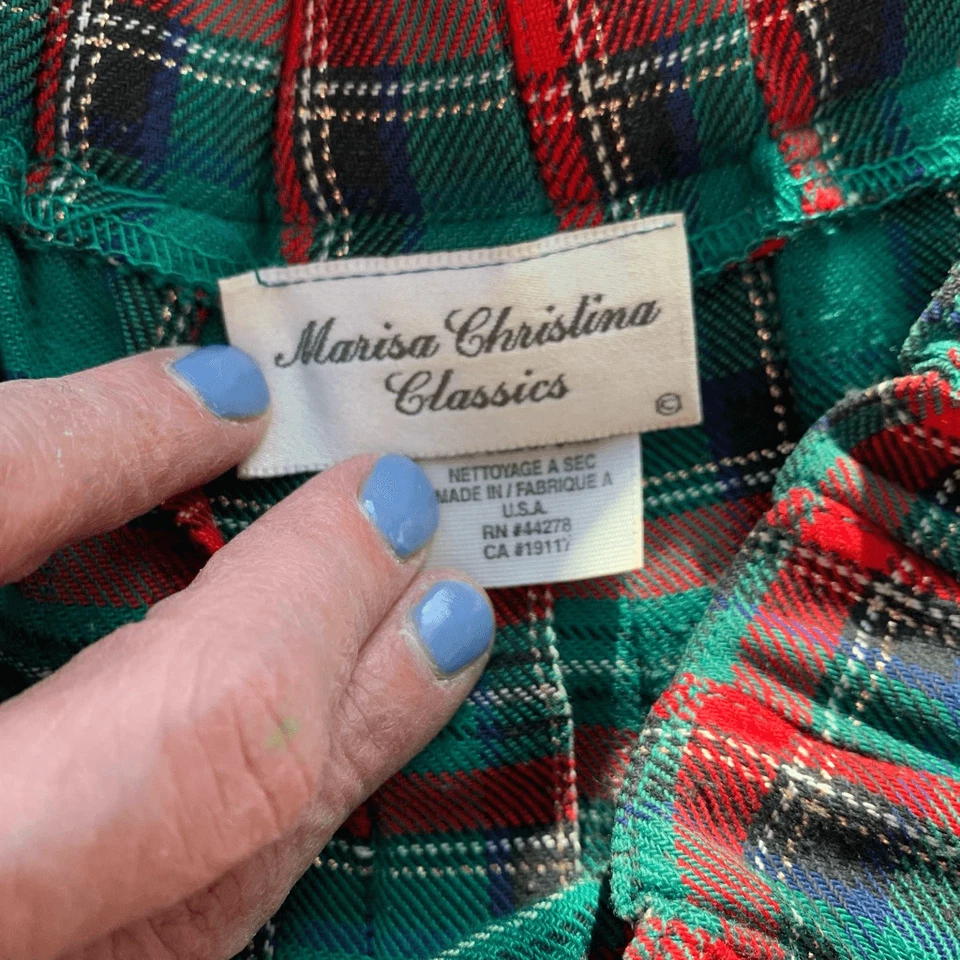 Marisa Christina
Classics
©
NETTOYAGE A SEC
MADE IN / FABRIQUE A
U.S.A.
RN #44278
CA #19117